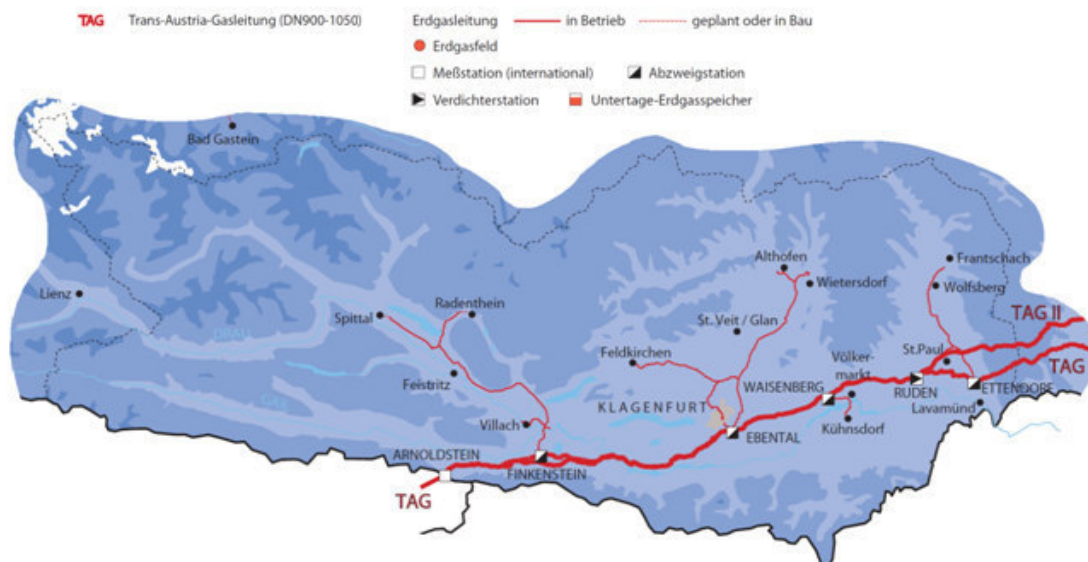 TAG Trans-Austria-Gasleitung (DN900-1050) Erdgasleitung in Betrieb geplant oder in Bau
Erdgasfeld
Meßstation (international) Abzweigstation
Verdichterstation Untertage-Erdgasspeicher
Bad Gastein
Althofen
Frantschach
Wietersdorf
Wolfsberg
Lienz
Radenthein
Spittal
TAG II
St. Veit / Glan
DRAU
Feldkirchen
Völker-
markt
St.Paul
TAG
Feistritz
WAISENBERG
RUDEN
ETTENDORF
GAIL
KLAGENFURT
Lavamünd
Villach
EBENTAL
Kühnsdorf
ARNOLDSTEIN
FINKENSTEIN
TAG